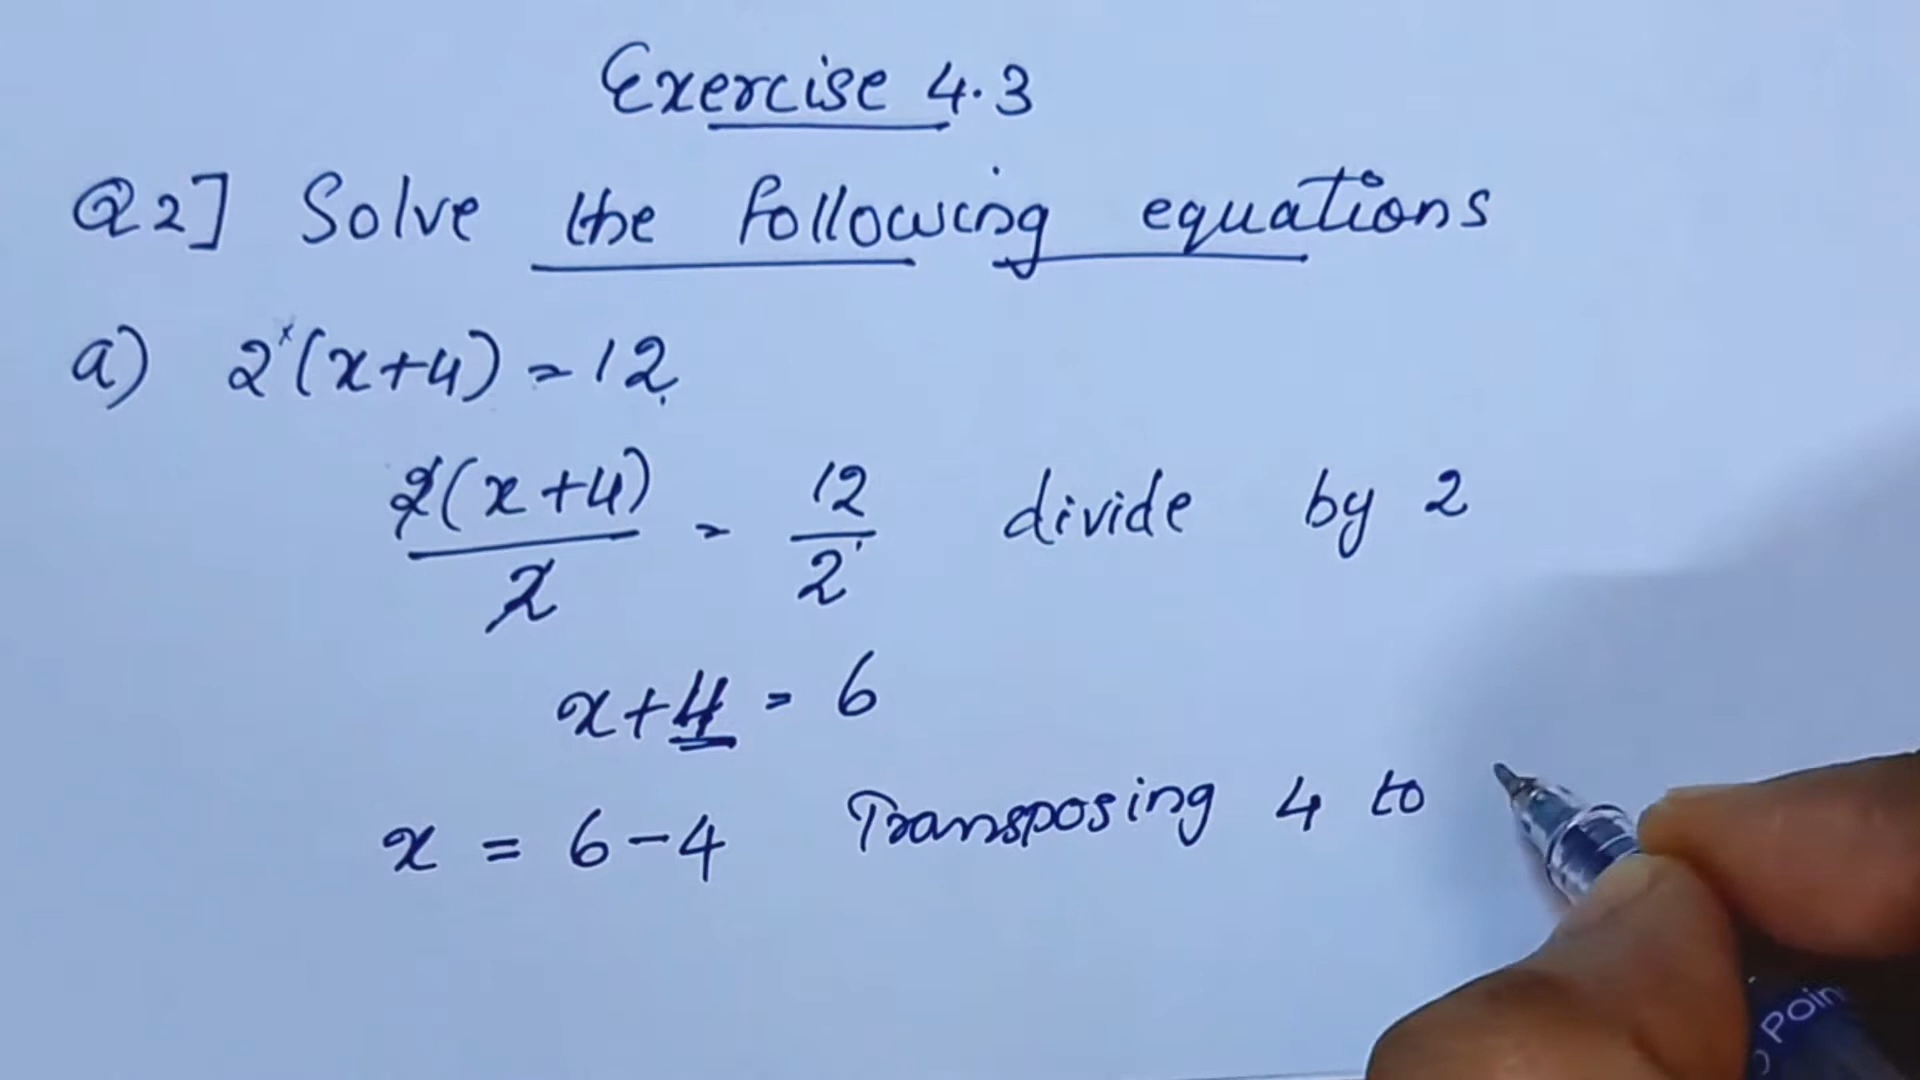 Exercise 4.3
Q2] Solve the following equations
a) 2×(x+4) = 12
2(x+4)/2 = 12/2 divide by 2
x+4 = 6
x = 6-4 Transposing 4 to
Poin